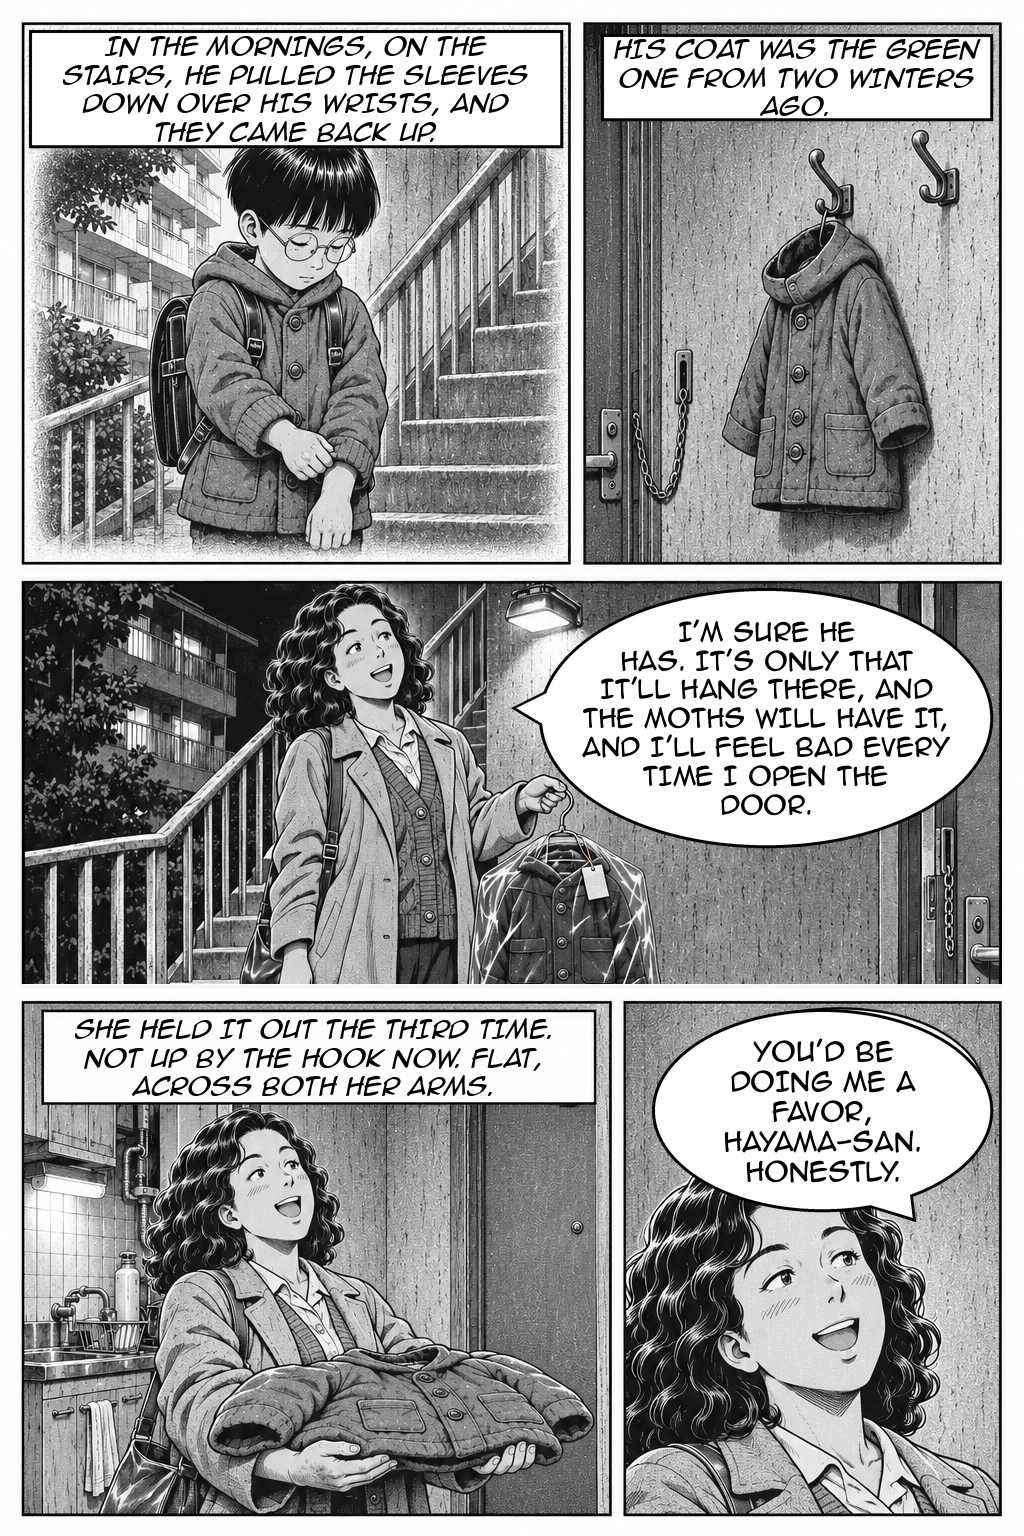 IN THE MORNINGS, ON THE
STAIRS, HE PULLED THE SLEEVES
DOWN OVER HIS WRISTS, AND
THEY CAME BACK UP.
HIS COAT WAS THE GREEN
ONE FROM TWO WINTERS
AGO.
I'M SURE HE
HAS. IT'S ONLY THAT
IT'LL HANG THERE, AND
THE MOTHS WILL HAVE IT,
AND I'LL FEEL BAD EVERY
TIME I OPEN THE
DOOR.
SHE HELD IT OUT THE THIRD TIME.
NOT UP BY THE HOOK NOW. FLAT,
ACROSS BOTH HER ARMS.
YOU'D BE
DOING ME A
FAVOR,
HAYAMA-SAN.
HONESTLY.